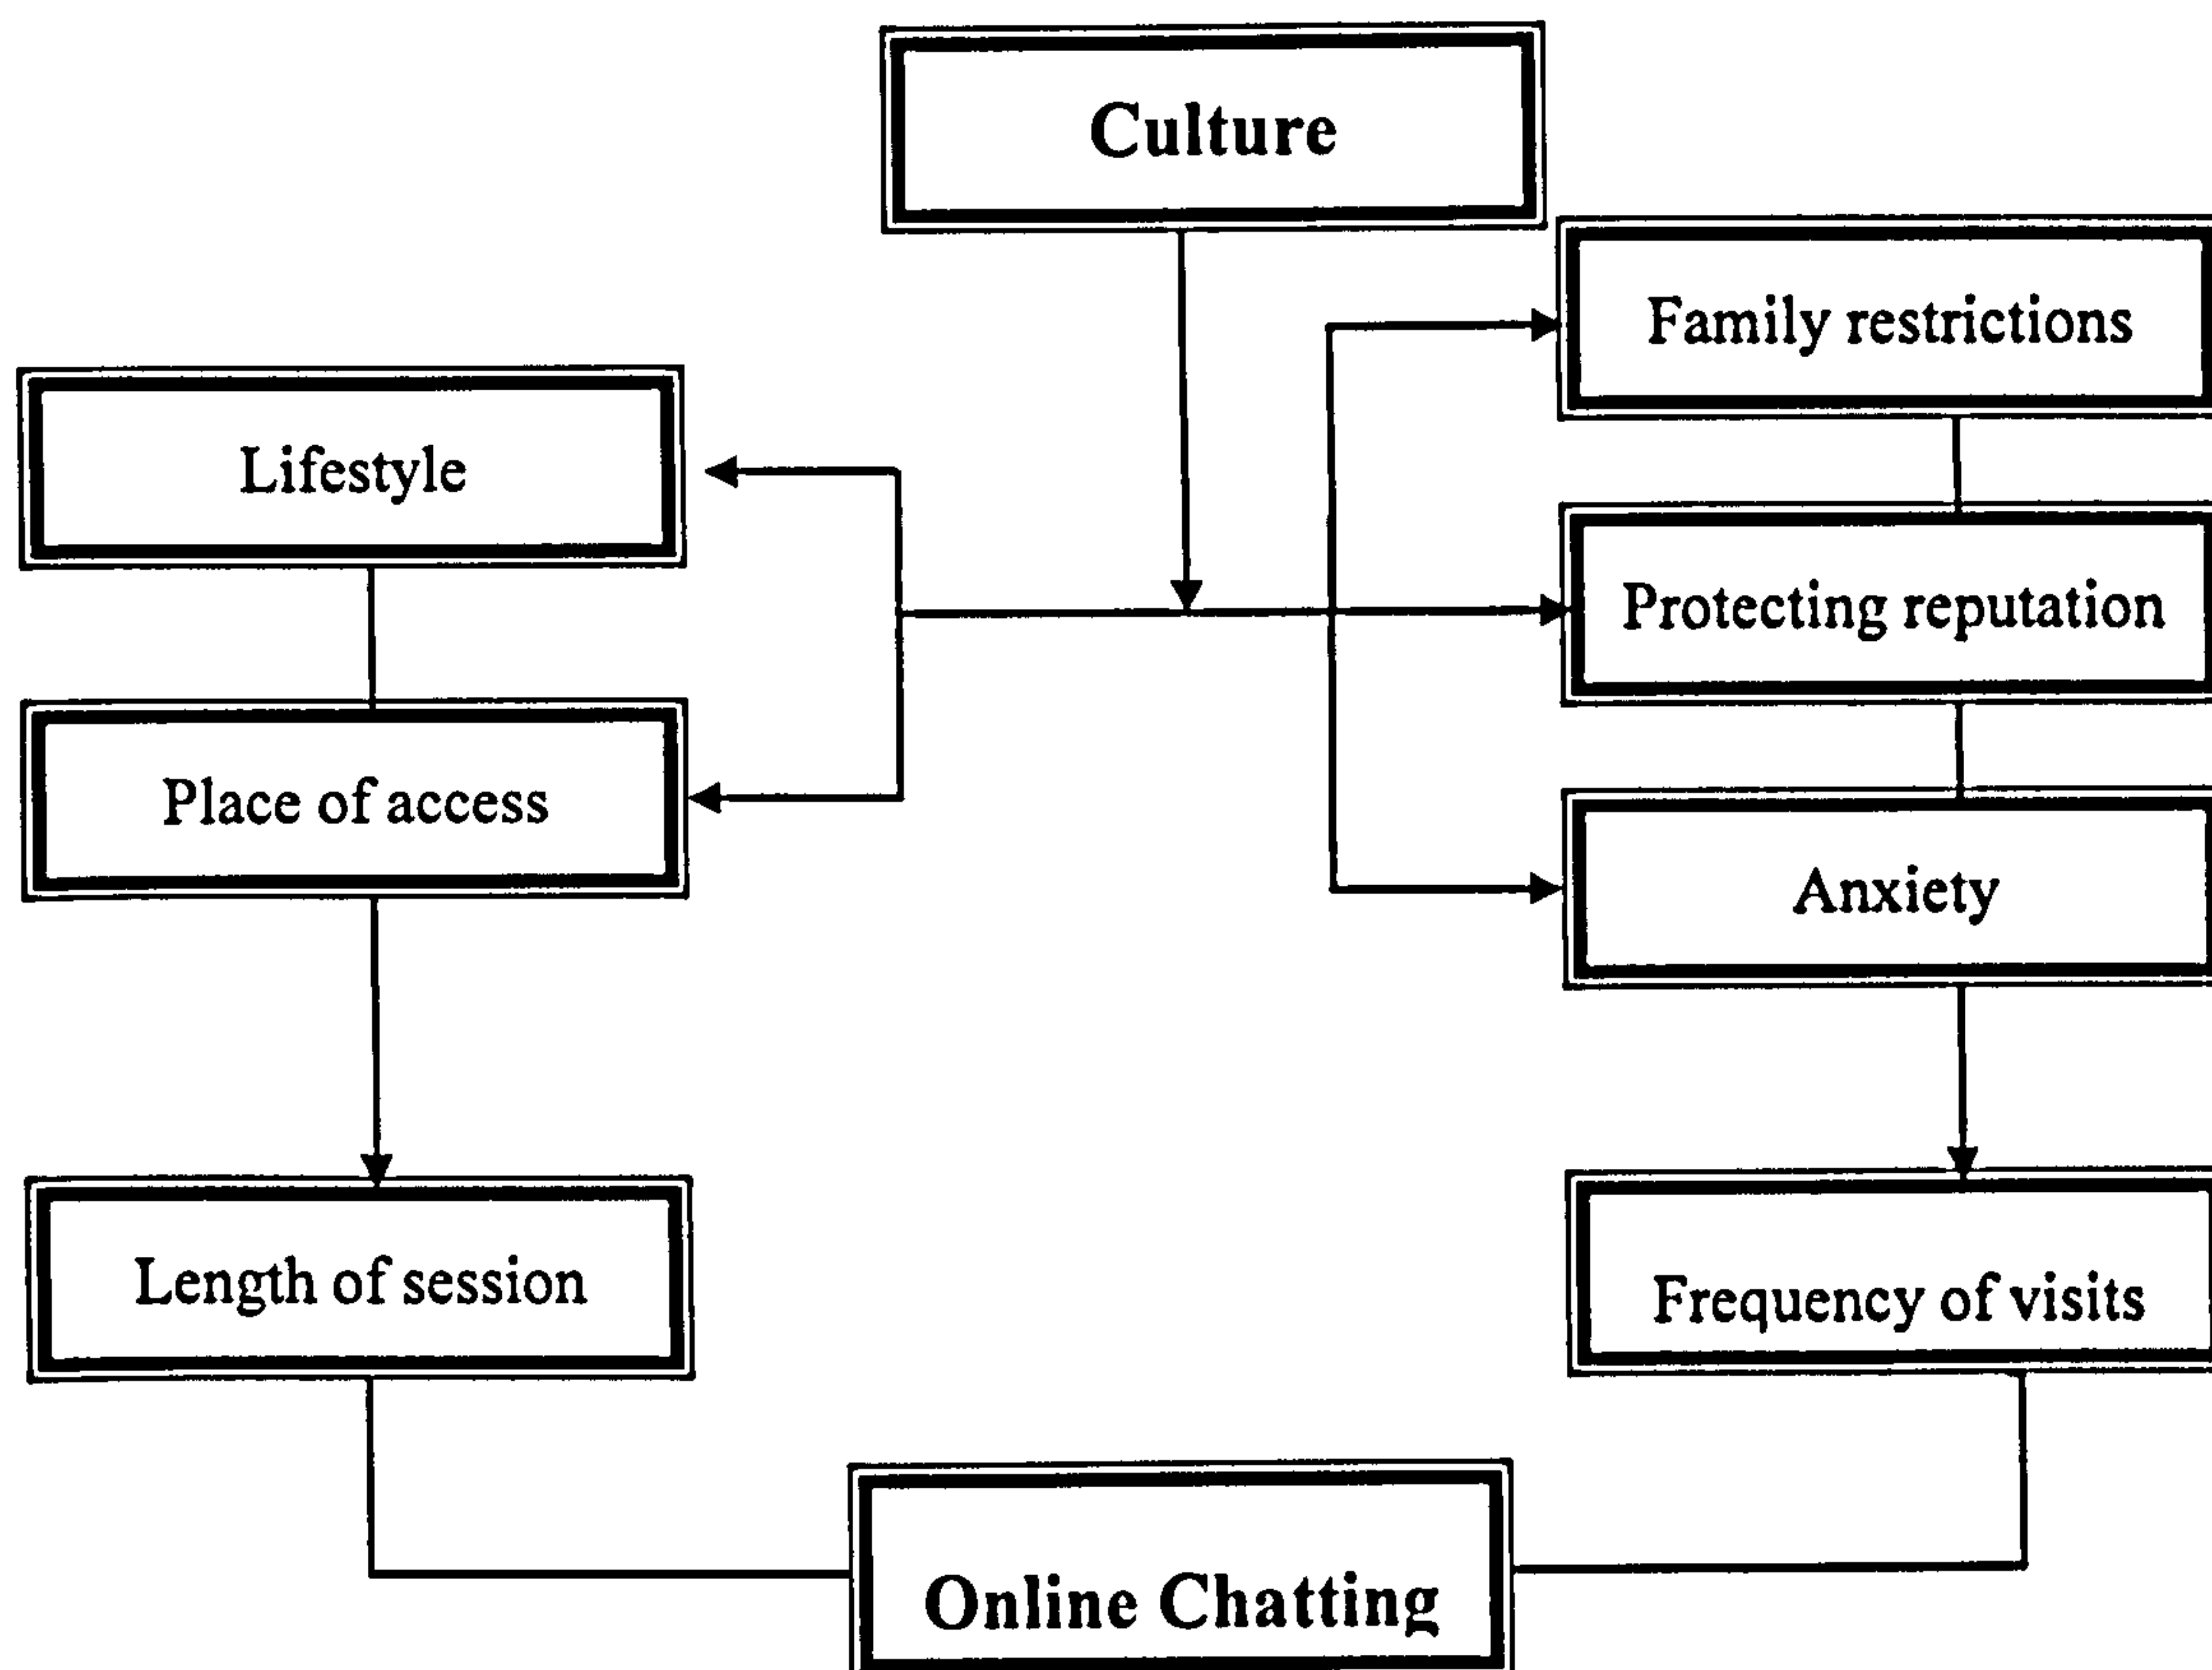 Culture
Family restrictions
Lifestyle
Protecting reputation
Place of access
Anxiety
Length of session
Frequency of visits
Online Chatting